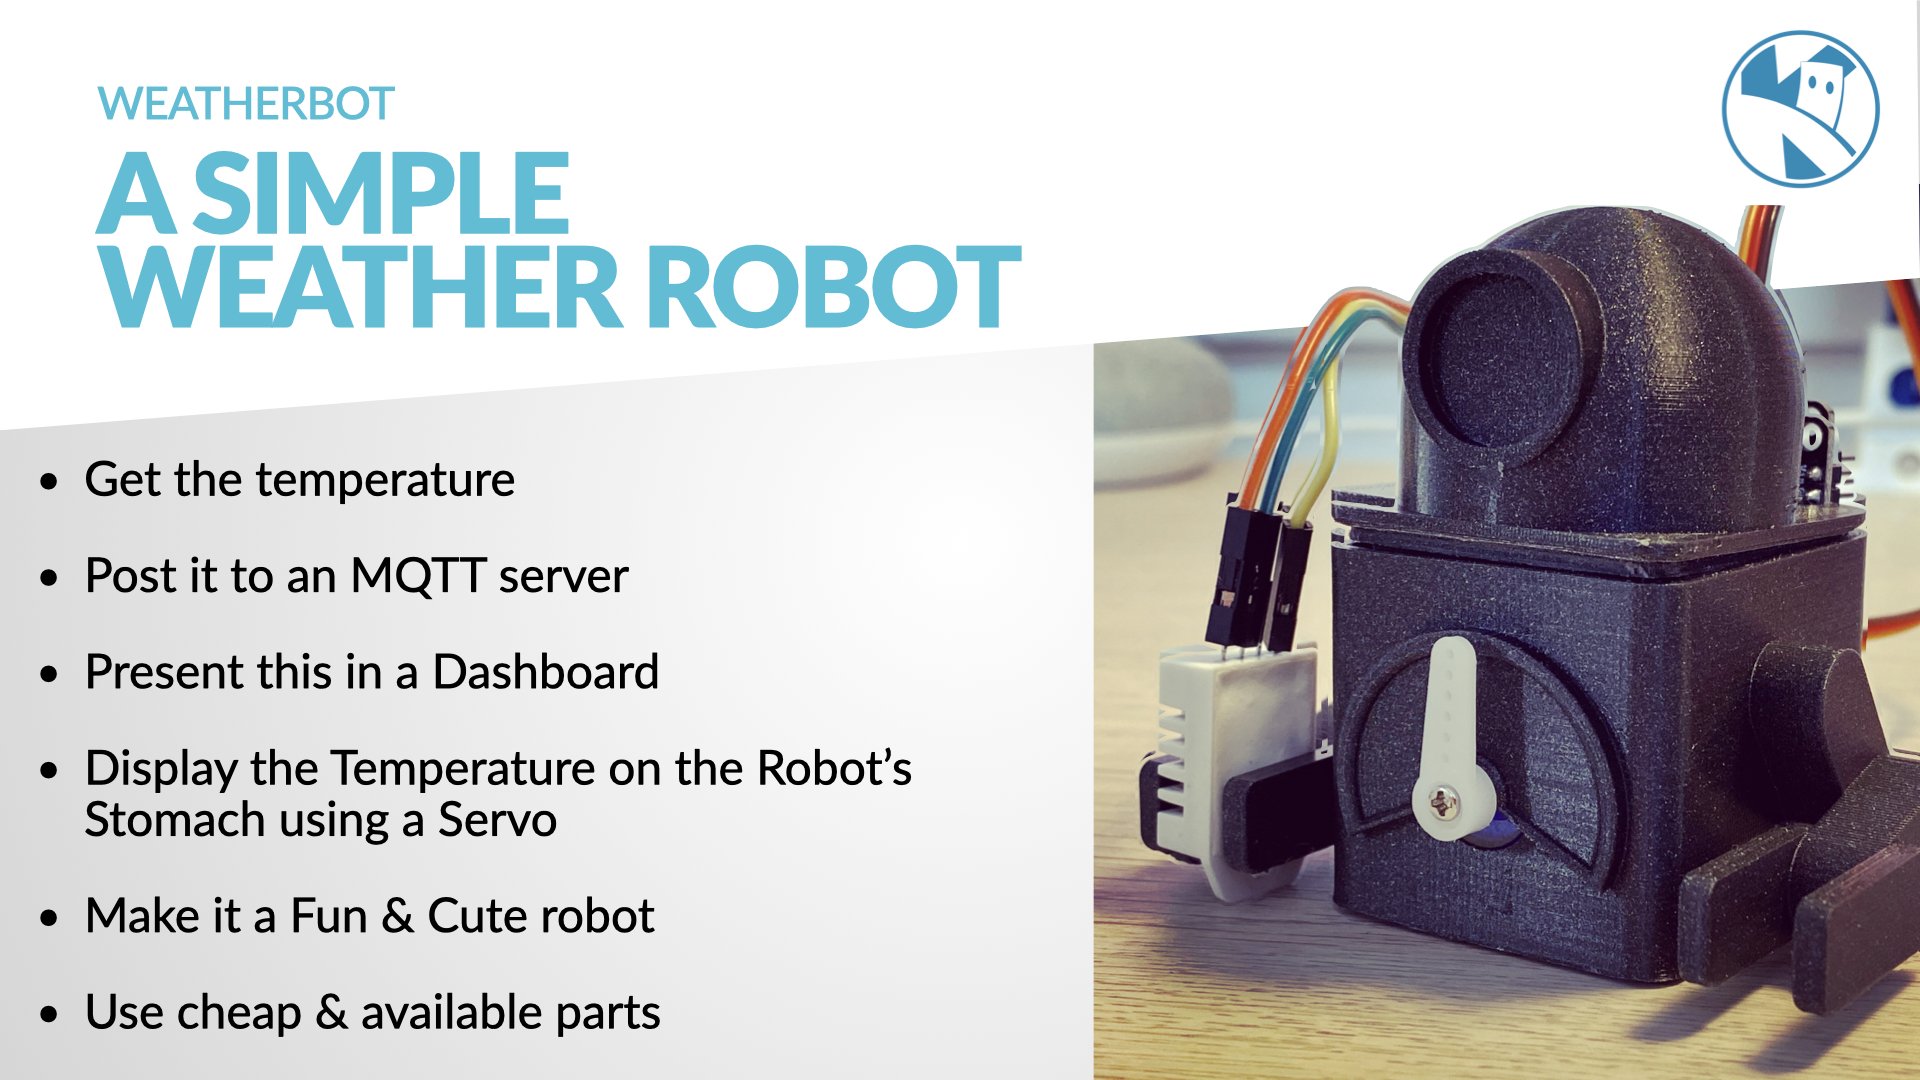 WEATHERBOT
A SIMPLE
WEATHER ROBOT
• Get the temperature
• Post it to an MQTT server
• Present this in a Dashboard
• Display the Temperature on the Robot’s
Stomach using a Servo
• Make it a Fun & Cute robot
• Use cheap & available parts